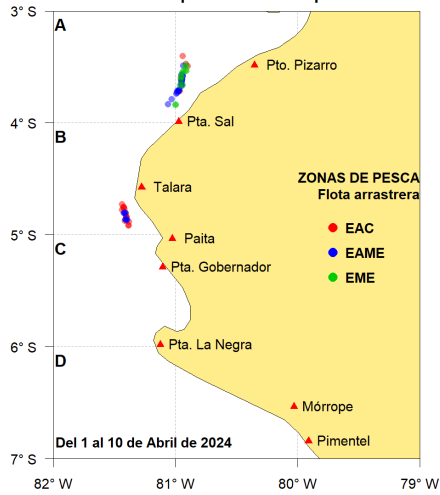 3° S
A
Pto. Pizarro
4° S
Pta. Sal
B
ZONAS DE PESCA
Talara
Flota arrastrera
EAC
5° S
Paita
C
EAME
Pta. Gobernador
EME
6° S
Pta. La Negra
D
Mórrope
Del 1 al 10 de Abril de 2024
Pimentel
7° S
82° W
81° W
80° W
79° W